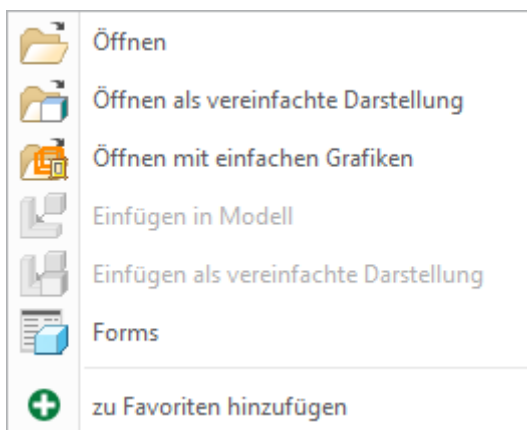 Öffnen
Öffnen als vereinfachte Darstellung
Öffnen mit einfachen Grafiken
Einfügen in Modell
Einfügen als vereinfachte Darstellung
Forms
zu Favoriten hinzufügen